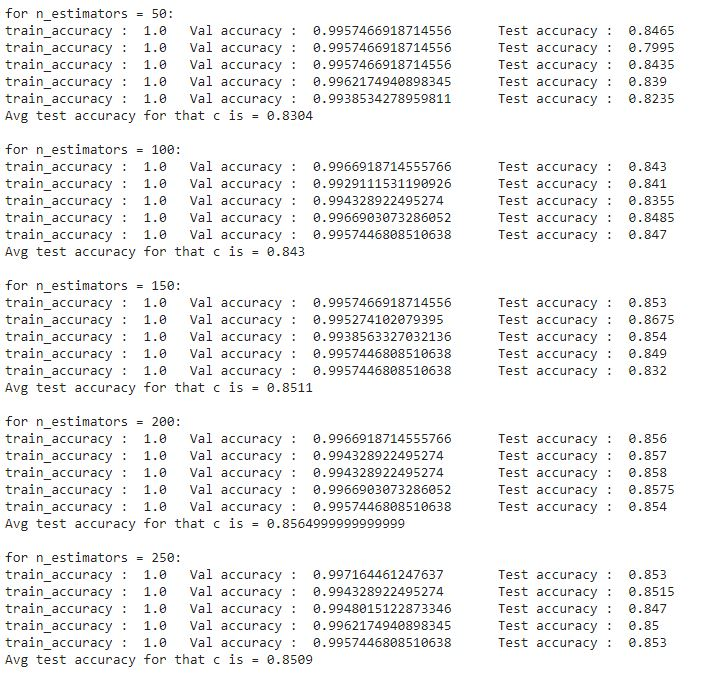 for n_estimators = 50:
train_accuracy :  1.0   Val accuracy :  0.9957466918714556      Test accuracy :  0.8465
train_accuracy :  1.0   Val accuracy :  0.9957466918714556      Test accuracy :  0.7995
train_accuracy :  1.0   Val accuracy :  0.9957466918714556      Test accuracy :  0.8435
train_accuracy :  1.0   Val accuracy :  0.9962174940898345      Test accuracy :  0.839
train_accuracy :  1.0   Val accuracy :  0.9938534278959811      Test accuracy :  0.8235
Avg test accuracy for that c is = 0.8304
for n_estimators = 100:
train_accuracy :  1.0   Val accuracy :  0.9966918714555766      Test accuracy :  0.843
train_accuracy :  1.0   Val accuracy :  0.9929111531190926      Test accuracy :  0.841
train_accuracy :  1.0   Val accuracy :  0.994328922495274       Test accuracy :  0.8355
train_accuracy :  1.0   Val accuracy :  0.9966903073286052      Test accuracy :  0.8485
train_accuracy :  1.0   Val accuracy :  0.9957446808510638      Test accuracy :  0.847
Avg test accuracy for that c is = 0.843
for n_estimators = 150:
train_accuracy :  1.0   Val accuracy :  0.9957466918714556      Test accuracy :  0.853
train_accuracy :  1.0   Val accuracy :  0.995274102079395       Test accuracy :  0.8675
train_accuracy :  1.0   Val accuracy :  0.9938563327032136      Test accuracy :  0.854
train_accuracy :  1.0   Val accuracy :  0.9957446808510638      Test accuracy :  0.849
train_accuracy :  1.0   Val accuracy :  0.9957446808510638      Test accuracy :  0.832
Avg test accuracy for that c is = 0.8511
for n_estimators = 200:
train_accuracy :  1.0   Val accuracy :  0.9966918714555766      Test accuracy :  0.856
train_accuracy :  1.0   Val accuracy :  0.994328922495274       Test accuracy :  0.857
train_accuracy :  1.0   Val accuracy :  0.994328922495274       Test accuracy :  0.858
train_accuracy :  1.0   Val accuracy :  0.9966903073286052      Test accuracy :  0.8575
train_accuracy :  1.0   Val accuracy :  0.9957446808510638      Test accuracy :  0.854
Avg test accuracy for that c is = 0.8564999999999999
for n_estimators = 250:
train_accuracy :  1.0   Val accuracy :  0.997164461247637       Test accuracy :  0.853
train_accuracy :  1.0   Val accuracy :  0.994328922495274       Test accuracy :  0.8515
train_accuracy :  1.0   Val accuracy :  0.9948015122873346      Test accuracy :  0.847
train_accuracy :  1.0   Val accuracy :  0.9962174940898345      Test accuracy :  0.85
train_accuracy :  1.0   Val accuracy :  0.9957446808510638      Test accuracy :  0.853
Avg test accuracy for that c is = 0.8509